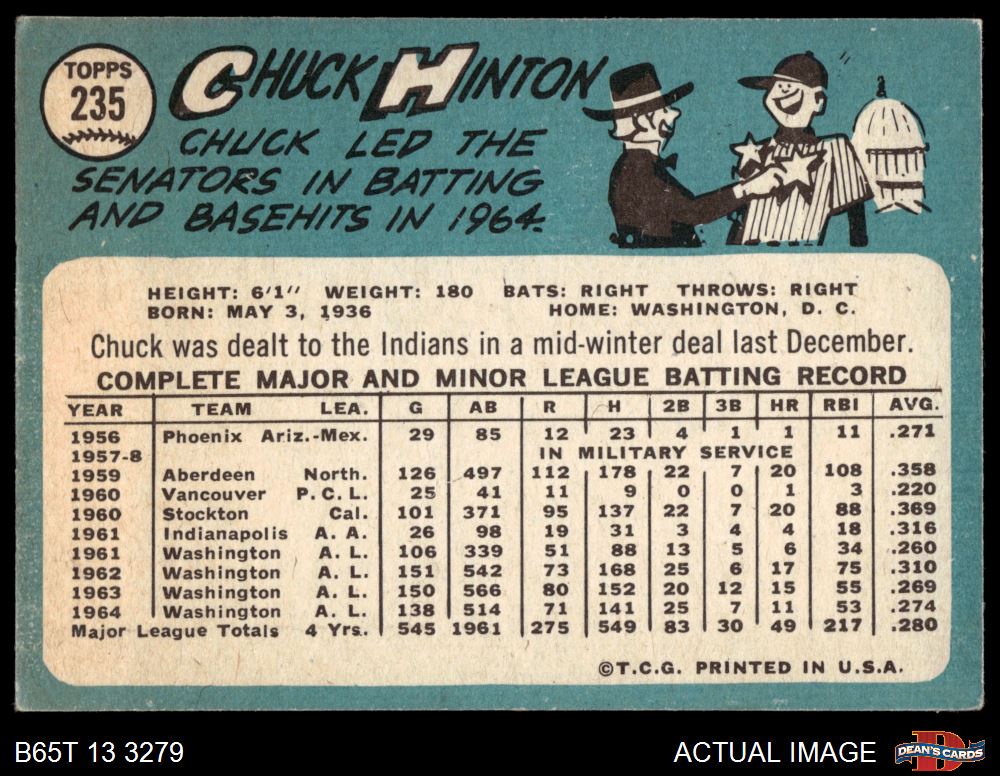 TOPPS
235
CHUCK HINTON
CHUCK LED THE
SENATORS IN BATTING
AND BASEHITS IN 1964.
HEIGHT: 6'1" WEIGHT: 180 BATS: RIGHT THROWS: RIGHT
BORN: MAY 3, 1936 HOME: WASHINGTON, D. C.
Chuck was dealt to the Indians in a mid-winter deal last December.
COMPLETE MAJOR AND MINOR LEAGUE BATTING RECORD
YEAR TEAM LEA. G AB R H 2B 3B HR RBI AVG.
1956 Phoenix Ariz.-Mex. 29 85 12 23 4 1 1 11 .271
1957-8 IN MILITARY SERVICE
1959 Aberdeen North. 126 497 112 178 22 7 20 108 .358
1960 Vancouver P.C.L. 25 41 11 9 0 0 1 3 .220
1960 Stockton Cal. 101 371 95 137 22 7 20 88 .369
1961 Indianapolis A. A. 26 98 19 31 3 4 4 18 .316
1961 Washington A. L. 106 339 51 88 13 5 6 34 .260
1962 Washington A. L. 151 542 73 168 25 6 17 75 .310
1963 Washington A. L. 150 566 80 152 20 12 15 55 .269
1964 Washington A. L. 138 514 71 141 25 7 11 53 .274
Major League Totals 4 Yrs. 545 1961 275 549 83 30 49 217 .280
©T.C.G. PRINTED IN U.S.A.
B65T 13 3279 ACTUAL IMAGE DEAN'S CARDS